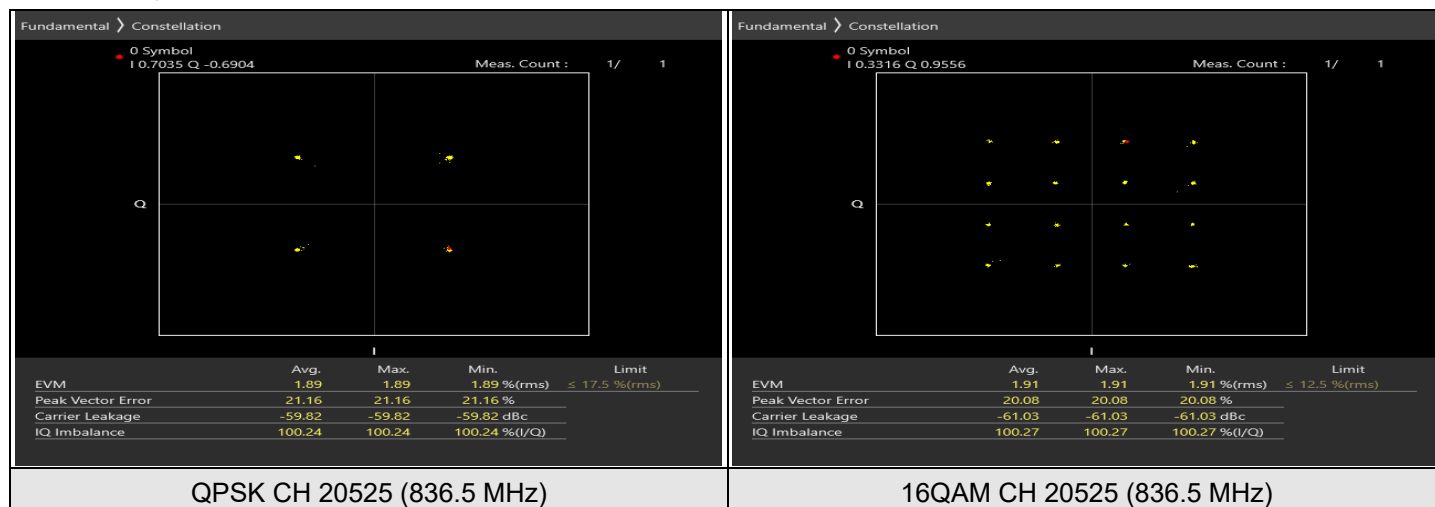 Fundamental ❯ Constellation
0 Symbol
I 0.7035 Q -0.6904
Meas. Count : 1/ 1
Q
I
Avg. Max. Min. Limit
EVM 1.89 1.89 1.89 %(rms) ≤ 17.5 %(rms)
Peak Vector Error 21.16 21.16 21.16 %
Carrier Leakage -59.82 -59.82 -59.82 dBc
IQ Imbalance 100.24 100.24 100.24 %(I/Q)
QPSK CH 20525 (836.5 MHz)
Fundamental ❯ Constellation
0 Symbol
I 0.3316 Q 0.9556
Meas. Count : 1/ 1
Q
I
Avg. Max. Min. Limit
EVM 1.91 1.91 1.91 %(rms) ≤ 12.5 %(rms)
Peak Vector Error 20.08 20.08 20.08 %
Carrier Leakage -61.03 -61.03 -61.03 dBc
IQ Imbalance 100.27 100.27 100.27 %(I/Q)
16QAM CH 20525 (836.5 MHz)